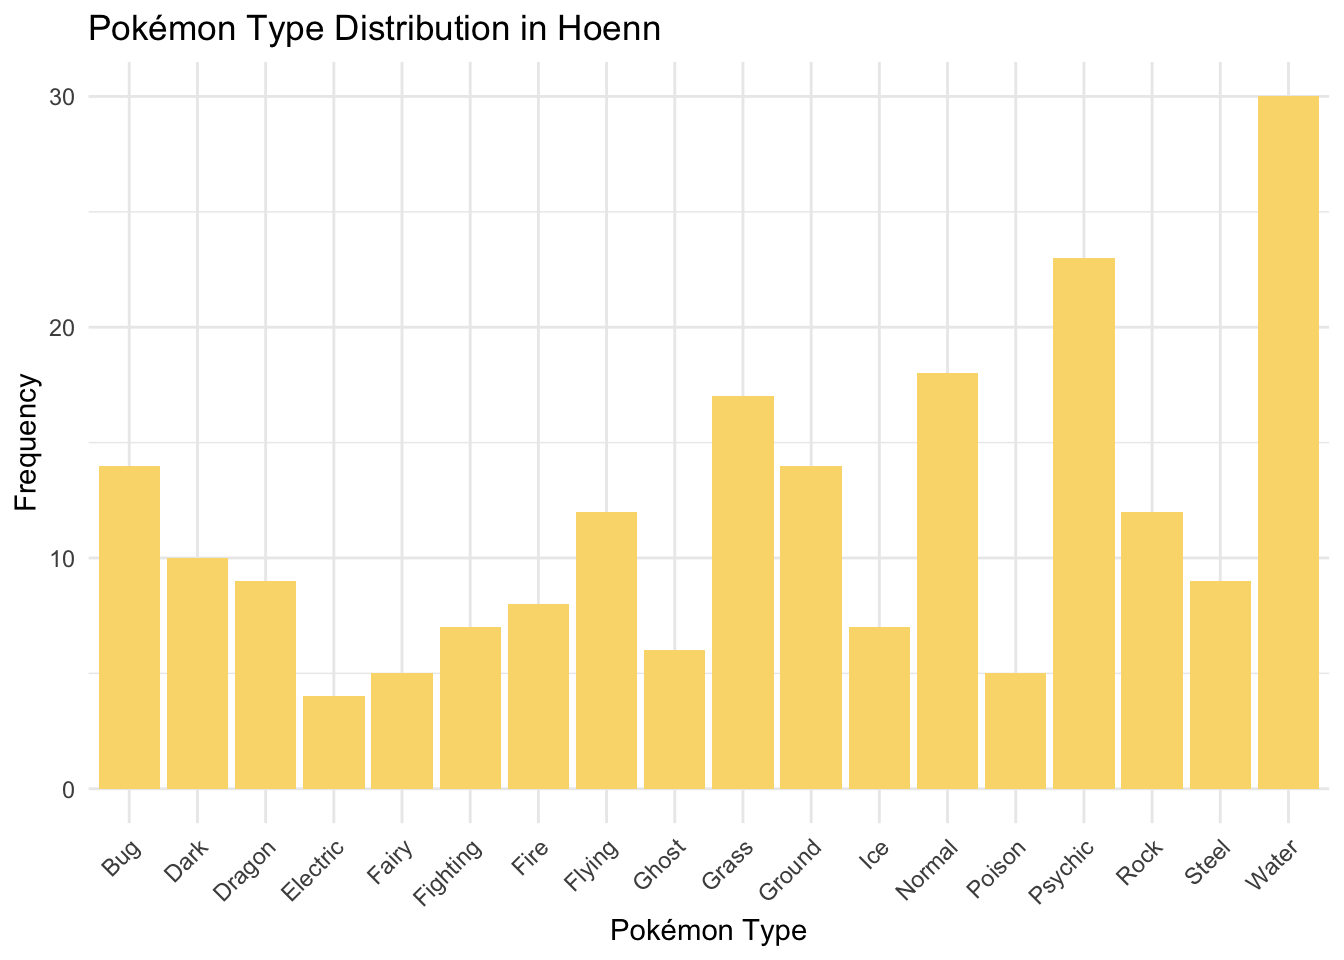 Pokémon Type Distribution in Hoenn
30
20
10
0
Frequency
Bug
Dark
Dragon
Electric
Fairy
Fighting
Fire
Flying
Ghost
Grass
Ground
Ice
Normal
Poison
Psychic
Rock
Steel
Water
Pokémon Type